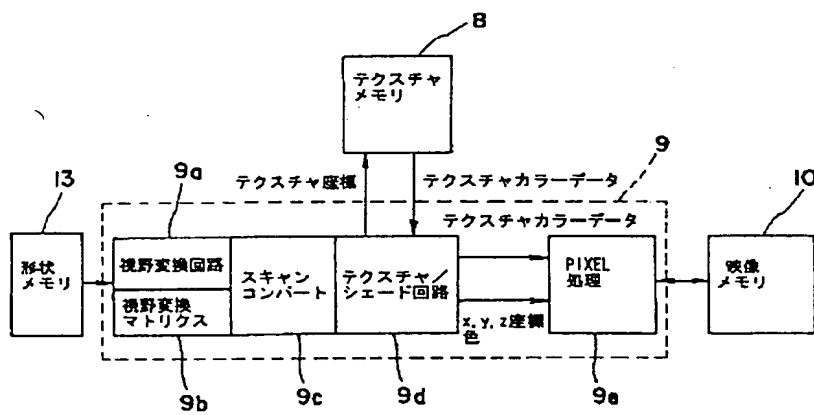 8
テクスチャ
メモリ
9
13
9a
テクスチャ座標
テクスチャカラーデータ
10
テクスチャカラーデータ
形状
メモリ
視野変換回路
視野変換
マトリクス
スキャン
コンバート
テクスチャ/
シェード回路
PIXEL
処理
映像
メモリ
x, y, z座標
色
9b
9c
9d
9e